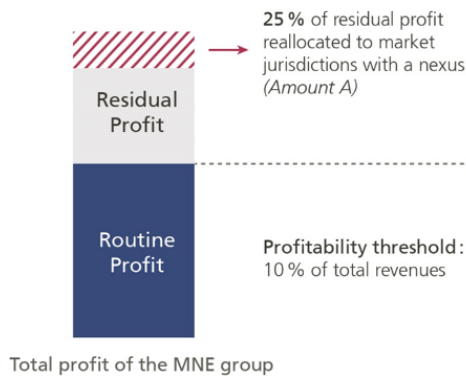 25 % of residual profit
reallocated to market
jurisdictions with a nexus
(Amount A)
Residual
Profit
Routine
Profit
Profitability threshold:
10 % of total revenues
Total profit of the MNE group